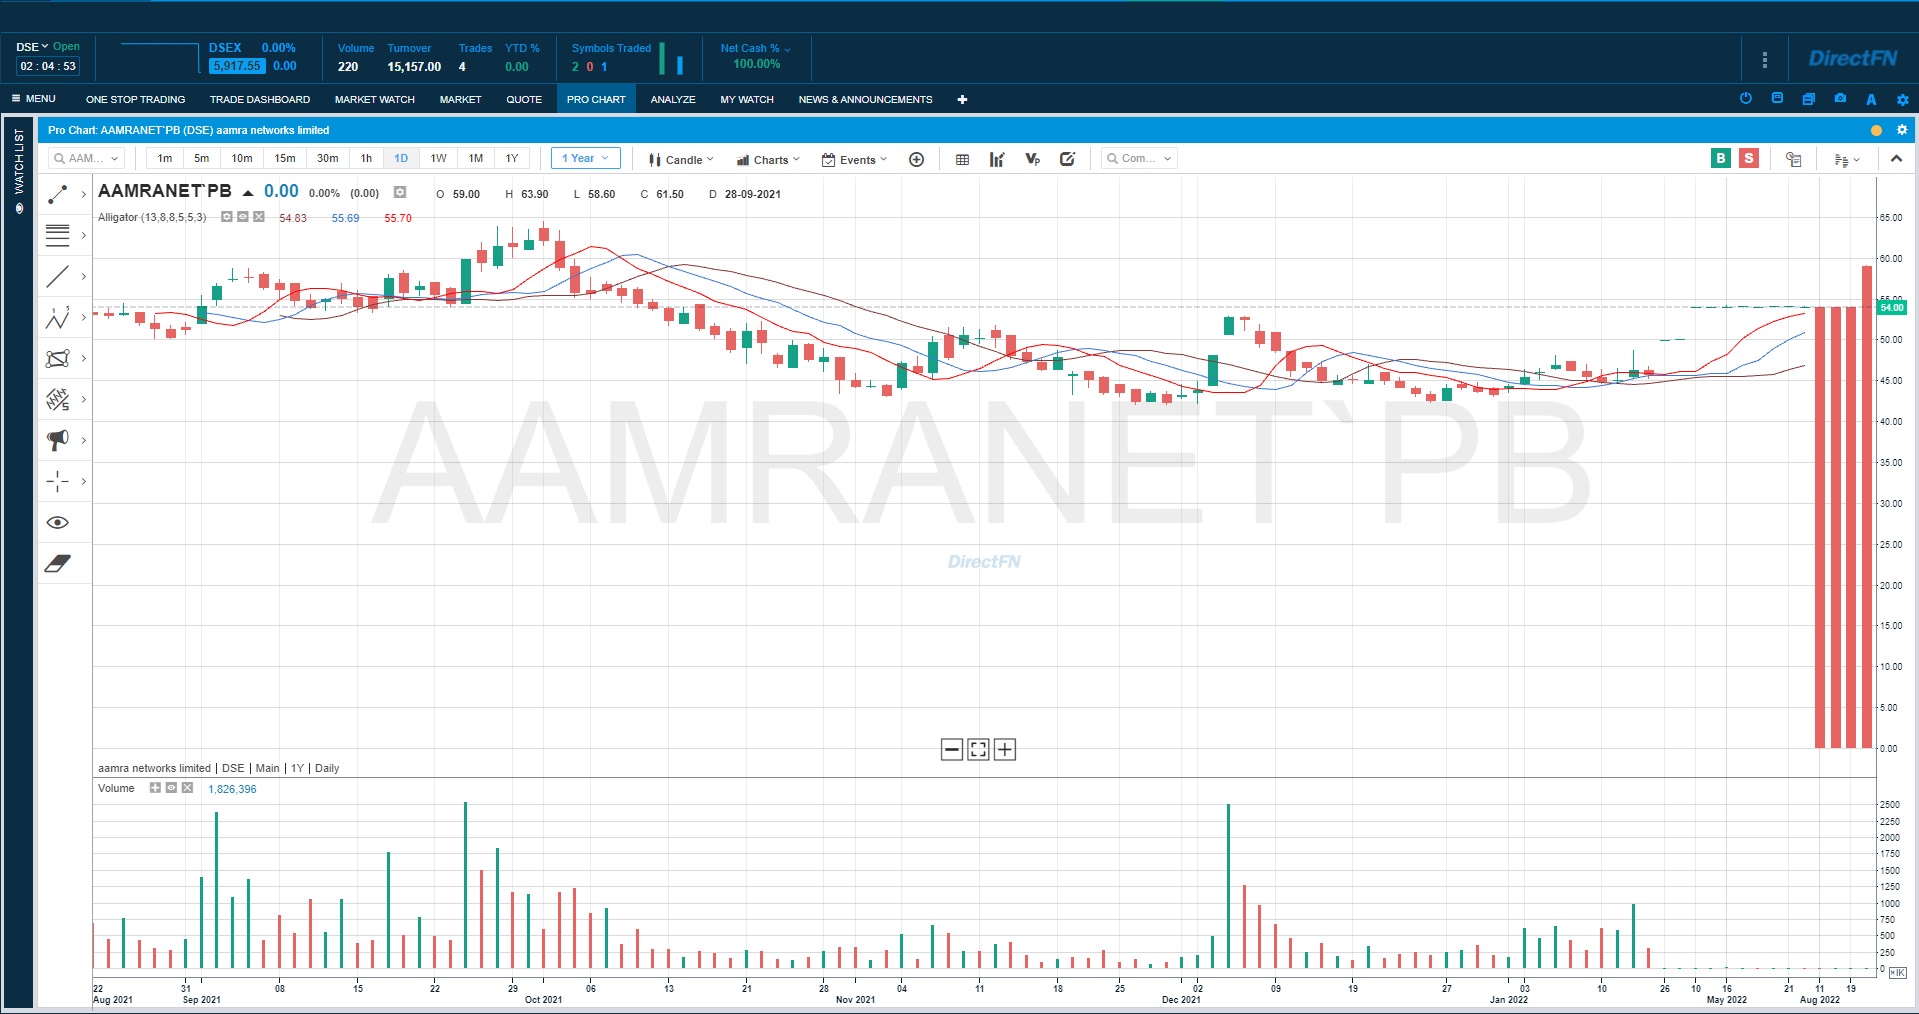 DSE Open
02 : 04 : 53
DSEX 0.00%
5,917.55 0.00
Volume Turnover Trades YTD %
220 15,157.00 4 0.00
Symbols Traded
2 0 1
Net Cash %
100.00%
DirectFN
MENU ONE STOP TRADING TRADE DASHBOARD MARKET WATCH MARKET QUOTE PRO CHART ANALYZE MY WATCH NEWS & ANNOUNCEMENTS
A
WATCH LIST
Pro Chart: AAMRANET`PB (DSE) aamra networks limited
AAM... 1m 5m 10m 15m 30m 1h 1D 1W 1M 1Y 1 Year Candle Charts Events Vp Com... B S
AAMRANET`PB 0.00 0.00% (0.00) O 59.00 H 63.90 L 58.60 C 61.50 D 28-09-2021
Alligator (13,8,8,5,5,3) 54.83 55.69 55.70
65.00
60.00
55.00
54.00
50.00
45.00
40.00
35.00
30.00
25.00
20.00
15.00
10.00
5.00
0.00
AAMRANET`PB
DirectFN
aamra networks limited | DSE | Main | 1Y | Daily
Volume 1,826,396
2500
2250
2000
1750
1500
1250
1000
750
500
250
0
×1K
22 31 08 15 22 29 06 13 21 28 04 11 18 25 02 09 19 27 03 10 26 10 16 21 11 19
Aug 2021 Sep 2021 Oct 2021 Nov 2021 Dec 2021 Jan 2022 May 2022 Aug 2022